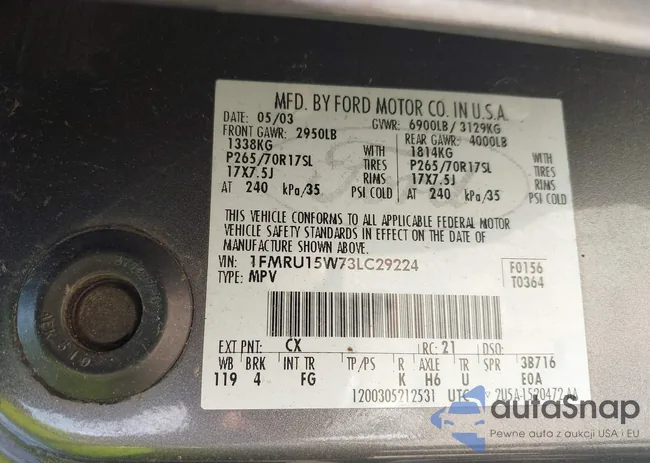 MFD. BY FORD MOTOR CO. IN U.S.A.
DATE: 05/03 GVWR: 6900LB/ 3129KG
FRONT GAWR: 2950LB REAR GAWR: 4000LB
1338KG WITH 1814KG WITH
P265/70R17SL TIRES P265/70R17SL TIRES
17X7.5J RIMS 17X7.5J RIMS
AT 240 kPa/35 PSI COLD AT 240 kPa/35 PSI COLD
THIS VEHICLE CONFORMS TO ALL APPLICABLE FEDERAL MOTOR
VEHICLE SAFETY STANDARDS IN EFFECT ON THE DATE OF
MANUFACTURE SHOWN ABOVE.
VIN: 1FMRU15W73LC29224 F0156
TYPE: MPV T0364
EXT PNT: CX RC: 21 DSO:
WB BRK INT TR TP/PS R AXLE TR SPR 3B716
119 4 FG K H6 U E0A
1200305212531 UTC 2U5A-1520472-AA
autoSnap
Pewne auta z aukcji USA i EU